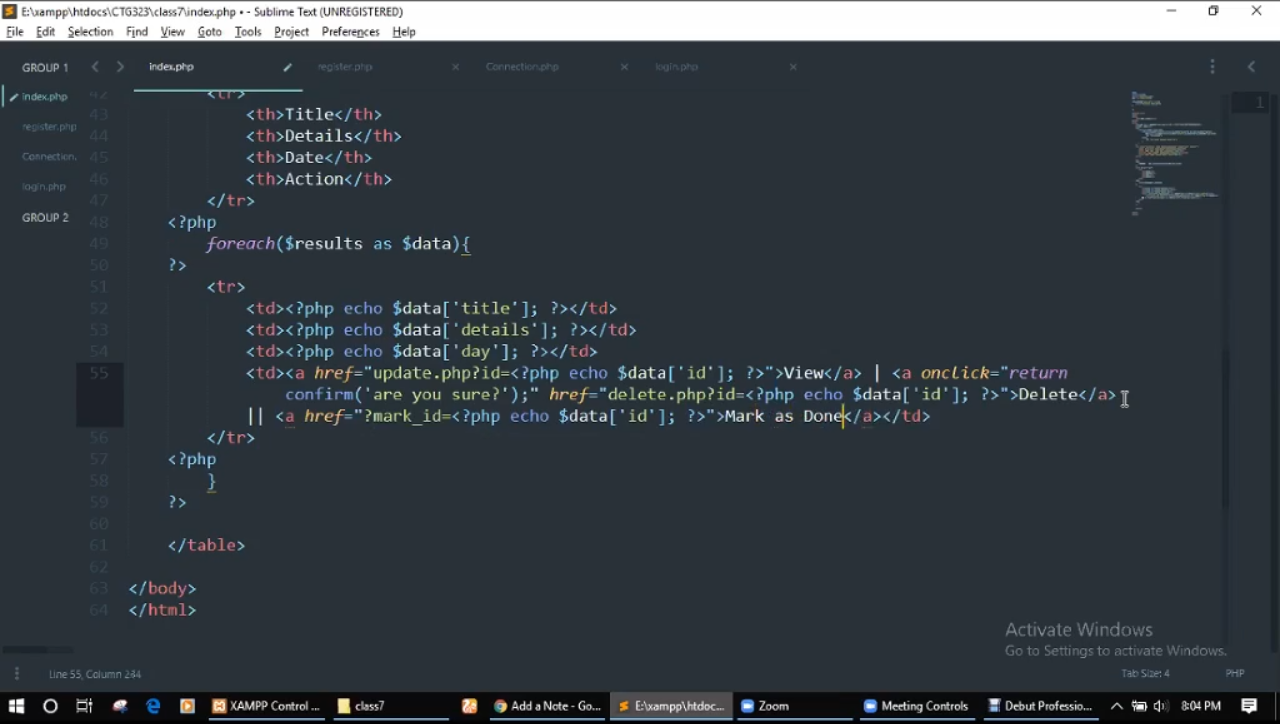 E:\xampp\htdocs\CTG323\class7\index.php • - Sublime Text (UNREGISTERED)
File Edit Selection Find View Goto Tools Project Preferences Help
GROUP 1 index.php register.php Connection.php login.php
index.php
register.php
Connection.
login.php
GROUP 2
42 <tr>
43 <th>Title</th>
44 <th>Details</th>
45 <th>Date</th>
46 <th>Action</th>
47 </tr>
48 <?php
49 foreach($results as $data){
50 ?>
51 <tr>
52 <td><?php echo $data['title']; ?></td>
53 <td><?php echo $data['details']; ?></td>
54 <td><?php echo $data['day']; ?></td>
55 <td><a href="update.php?id=<?php echo $data['id']; ?>">View</a> | <a onclick="return
confirm('are you sure?');" href="delete.php?id=<?php echo $data['id']; ?>">Delete</a>
|| <a href="?mark_id=<?php echo $data['id']; ?>">Mark as Done</a></td>
56 </tr>
57 <?php
58 }
59 ?>
60
61 </table>
62
63 </body>
64 </html>
1
Activate Windows
Go to Settings to activate Windows.
Line 55, Column 244 Tab Size: 4 PHP
XAMPP Control ... class7 Add a Note - Go... E:\xampp\htdoc... Zoom Meeting Controls Debut Professio... 8:04 PM